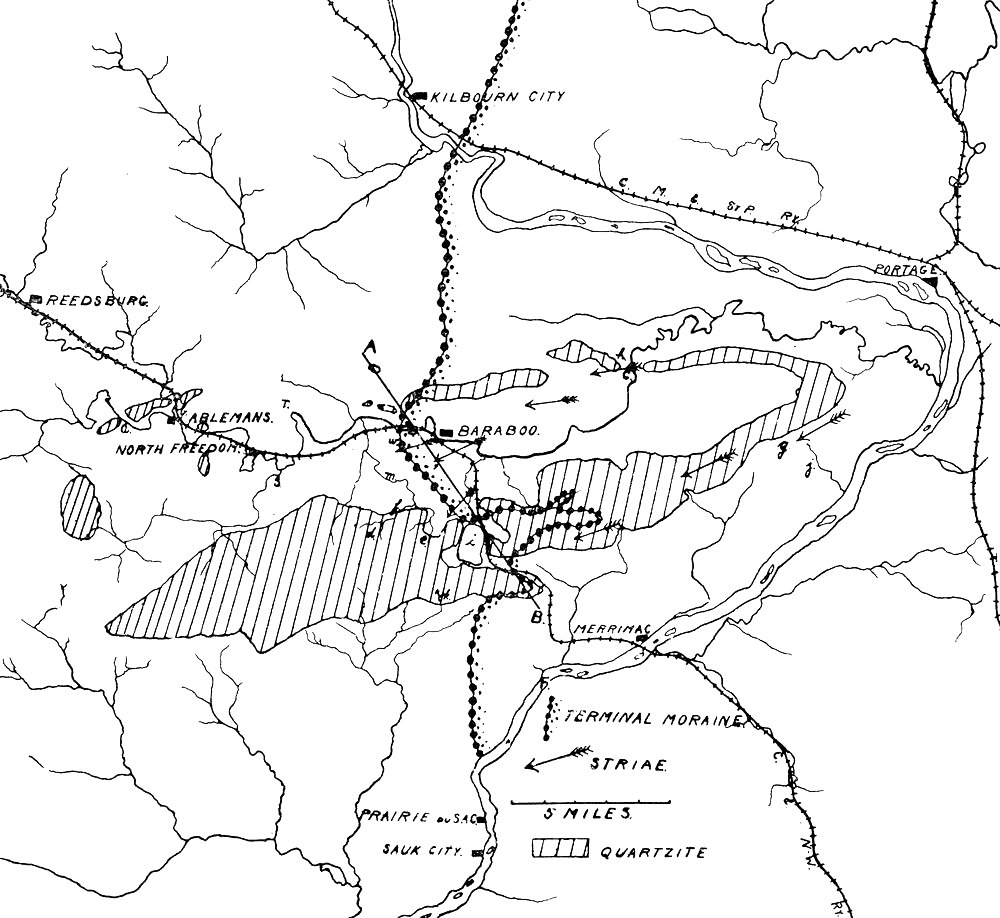 KILBOURN CITY
C. M. & ST P. RY.
PORTAGE.
REEDSBURG.
A
T.
ABLEMANS.
BARABOO.
NORTH FREEDOM.
a
h
g
j
m
e
i
B.
MERRIMAC
TERMINAL MORAINE.
STRIAE.
5 MILES.
C.
PRAIRIE DU SAC
SAUK CITY.
QUARTZITE
N.W.
RY.